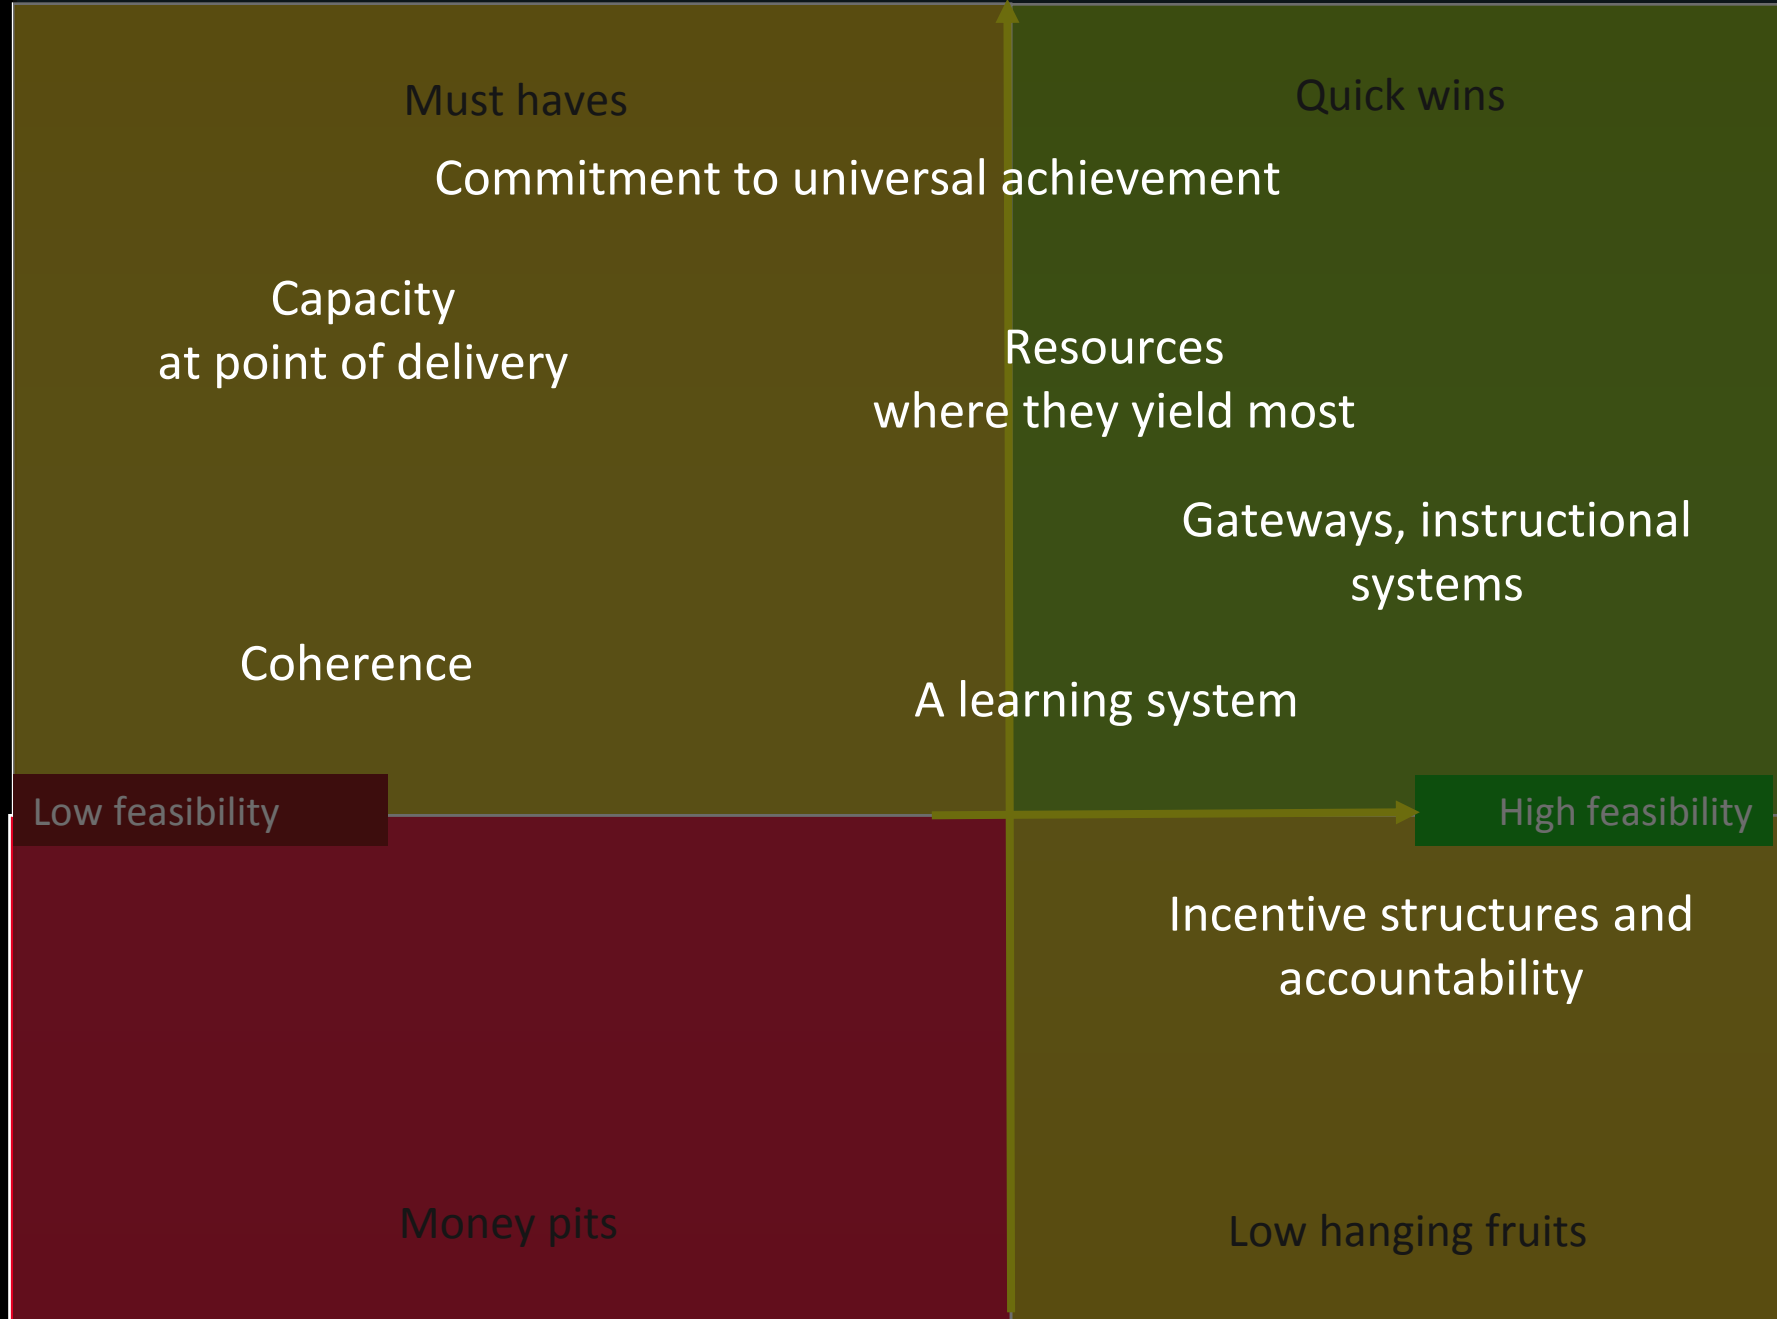 Must haves
Quick wins
Commitment to universal achievement
Capacity
at point of delivery
Resources
where they yield most
Gateways, instructional
systems
Coherence
A learning system
Low feasibility
High feasibility
Incentive structures and
accountability
Money pits
Low hanging fruits